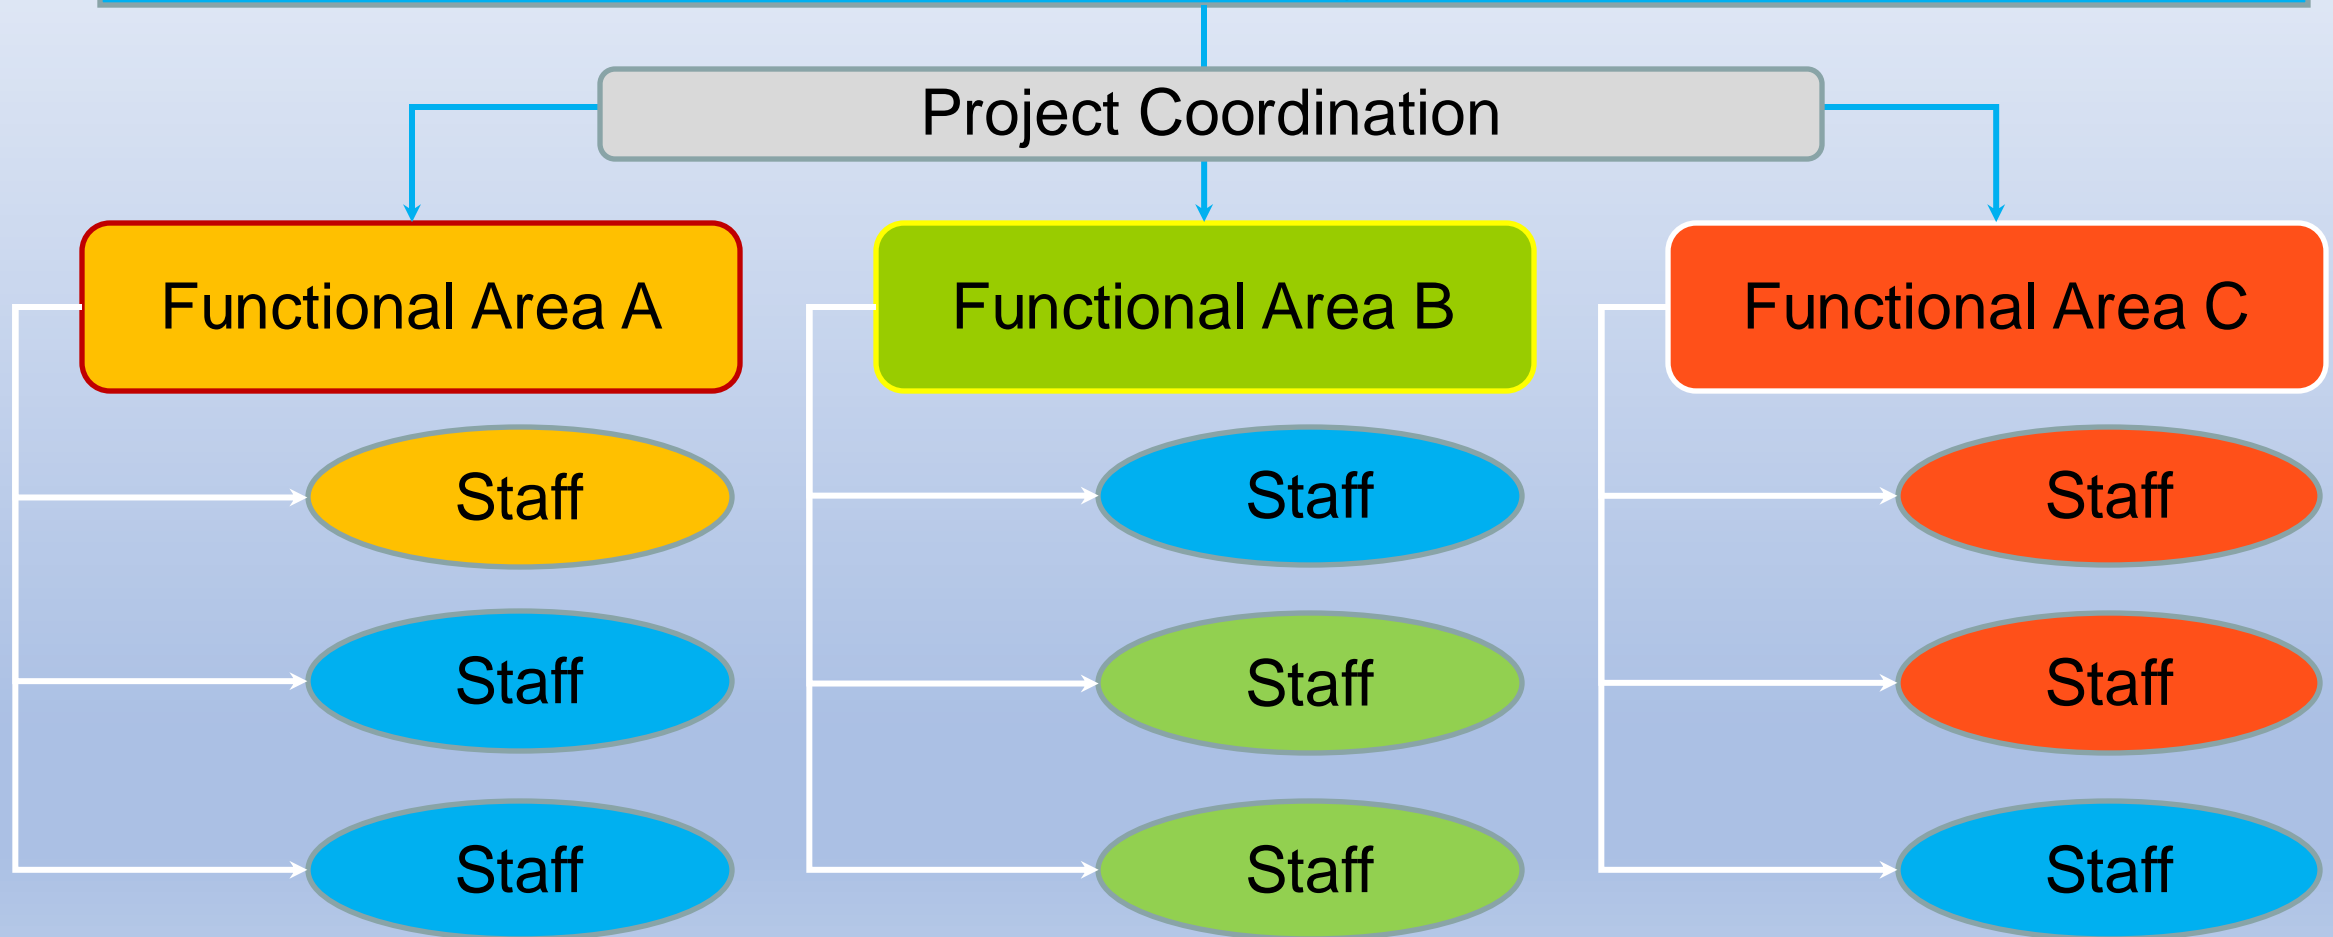 Project Coordination
Functional Area A
Functional Area B
Functional Area C
Staff
Staff
Staff
Staff
Staff
Staff
Staff
Staff
Staff